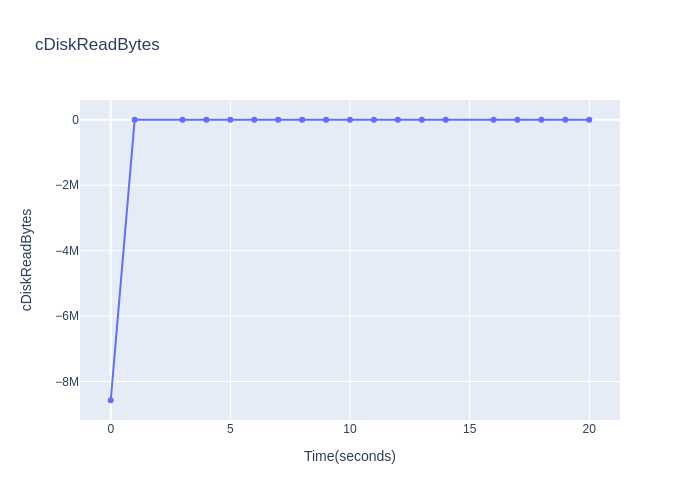 cDiskReadBytes
0
−2M
−4M
−6M
−8M
cDiskReadBytes
0
5
10
15
20
Time(seconds)